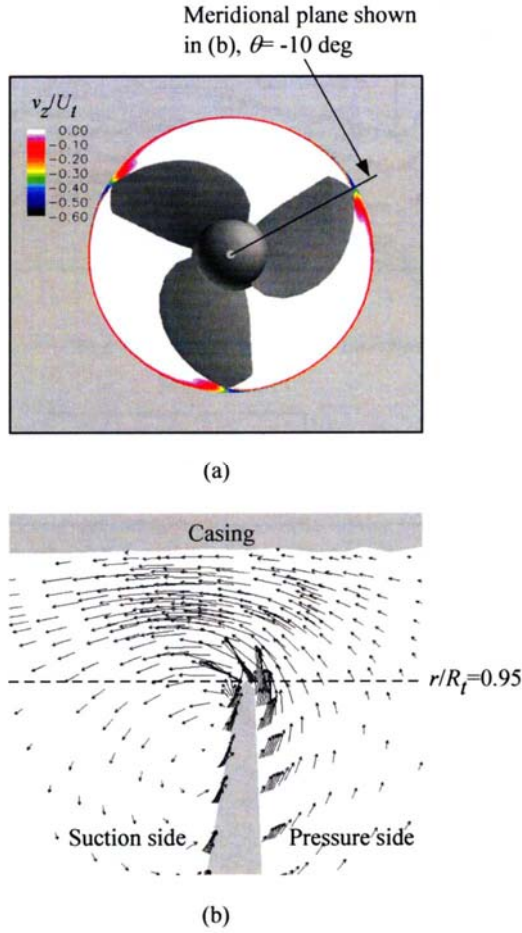 Meridional plane shown
in (b), θ= -10 deg
v_z/U_t
0.00
-0.10
-0.20
-0.30
-0.40
-0.50
-0.60
(a)
Casing
r/R_t=0.95
Suction side
Pressure side
(b)